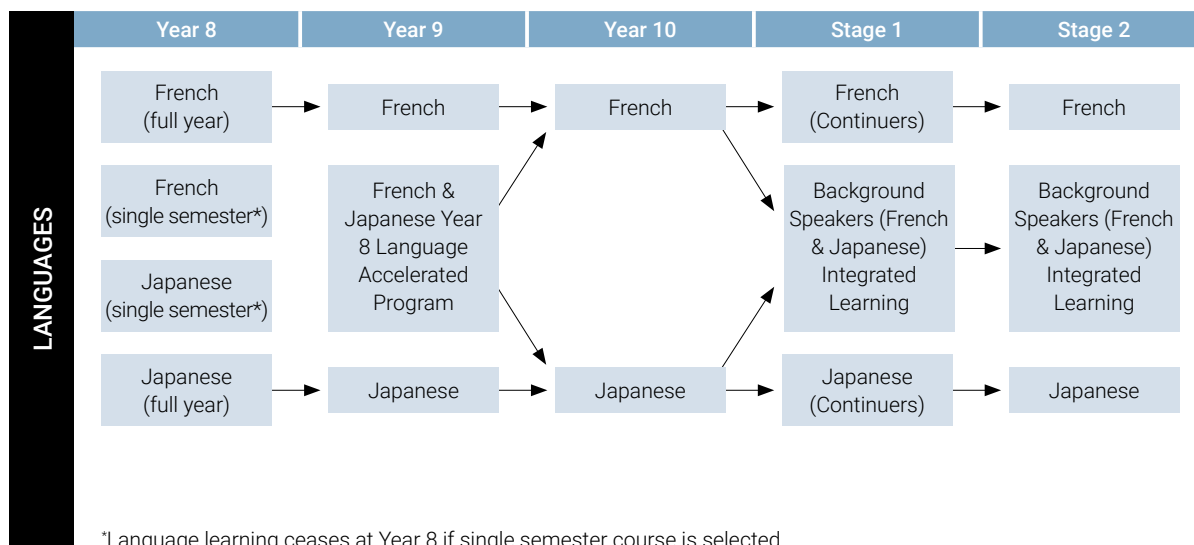 Year 8
Year 9
Year 10
Stage 1
Stage 2
LANGUAGES
French
(full year)
French
French
French
(Continuers)
French
French
(single semester*)
French &
Japanese Year
8 Language
Accelerated
Program
Background
Speakers (French
& Japanese)
Integrated
Learning
Background
Speakers (French
& Japanese)
Integrated
Learning
Japanese
(single semester*)
Japanese
(full year)
Japanese
Japanese
Japanese
(Continuers)
Japanese
*Language learning ceases at Year 8 if single semester course is selected